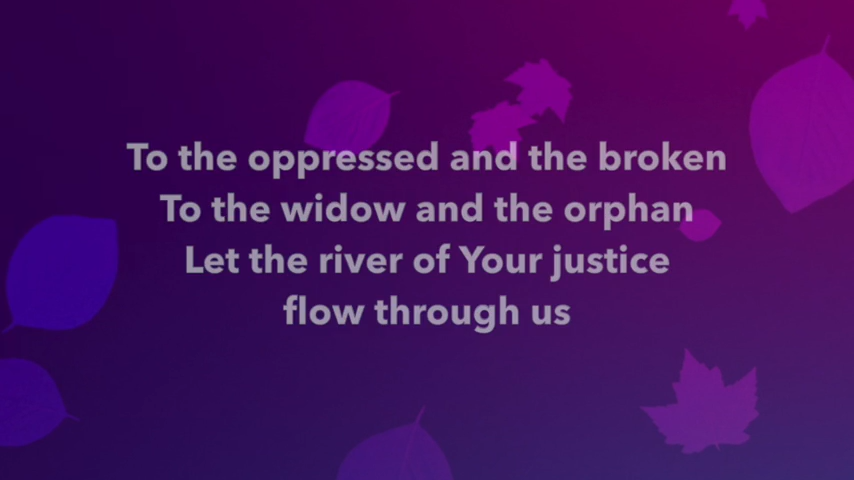 To the oppressed and the broken
To the widow and the orphan
Let the river of Your justice
flow through us